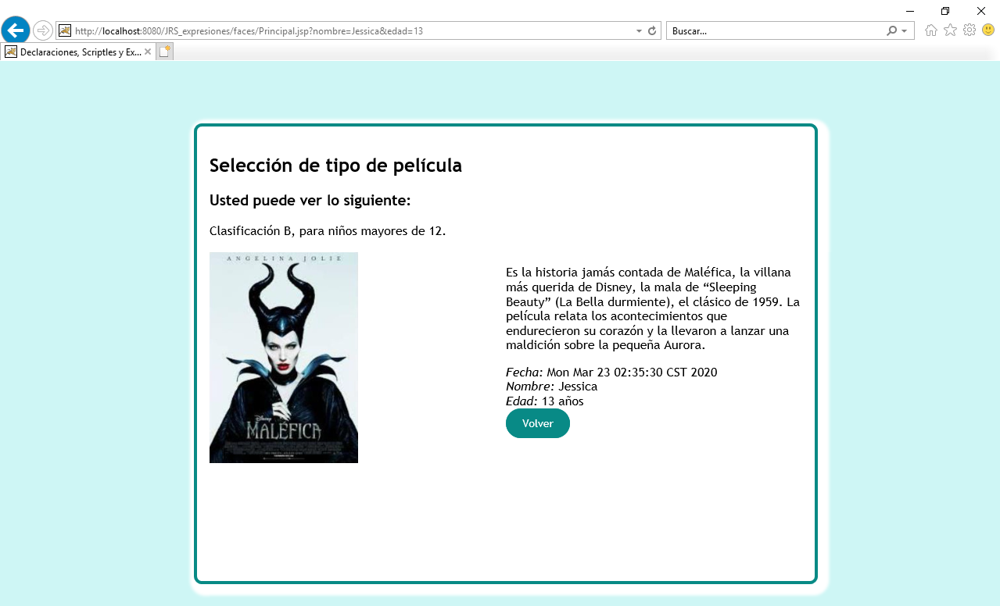 http://localhost:8080/JRS_expresiones/faces/Principal.jsp?nombre=Jessica&edad=13
Buscar...
Declaraciones, Scriptles y Ex...
Selección de tipo de película
Usted puede ver lo siguiente:
Clasificación B, para niños mayores de 12.
ANGELINA JOLIE
Disney
MALÉFICA
Es la historia jamás contada de Maléfica, la villana
más querida de Disney, la mala de “Sleeping
Beauty” (La Bella durmiente), el clásico de 1959. La
película relata los acontecimientos que
endurecieron su corazón y la llevaron a lanzar una
maldición sobre la pequeña Aurora.
Fecha: Mon Mar 23 02:35:30 CST 2020
Nombre: Jessica
Edad: 13 años
Volver